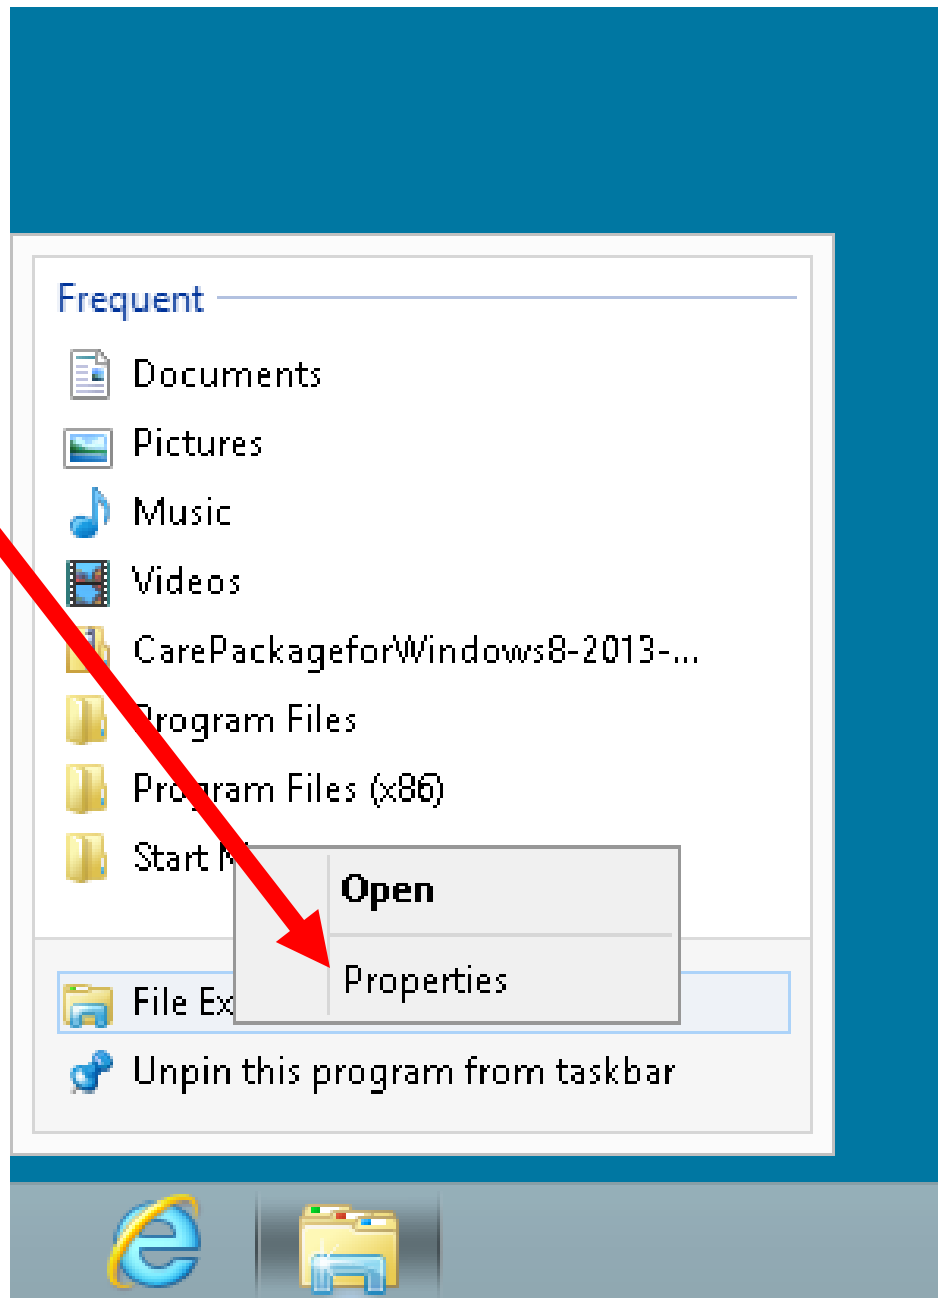 Frequent
Documents
Pictures
Music
Videos
CarePackageforWindows8-2013-...
Program Files
Program Files (x86)
Start
Open
Properties
File Ex
Unpin this program from taskbar